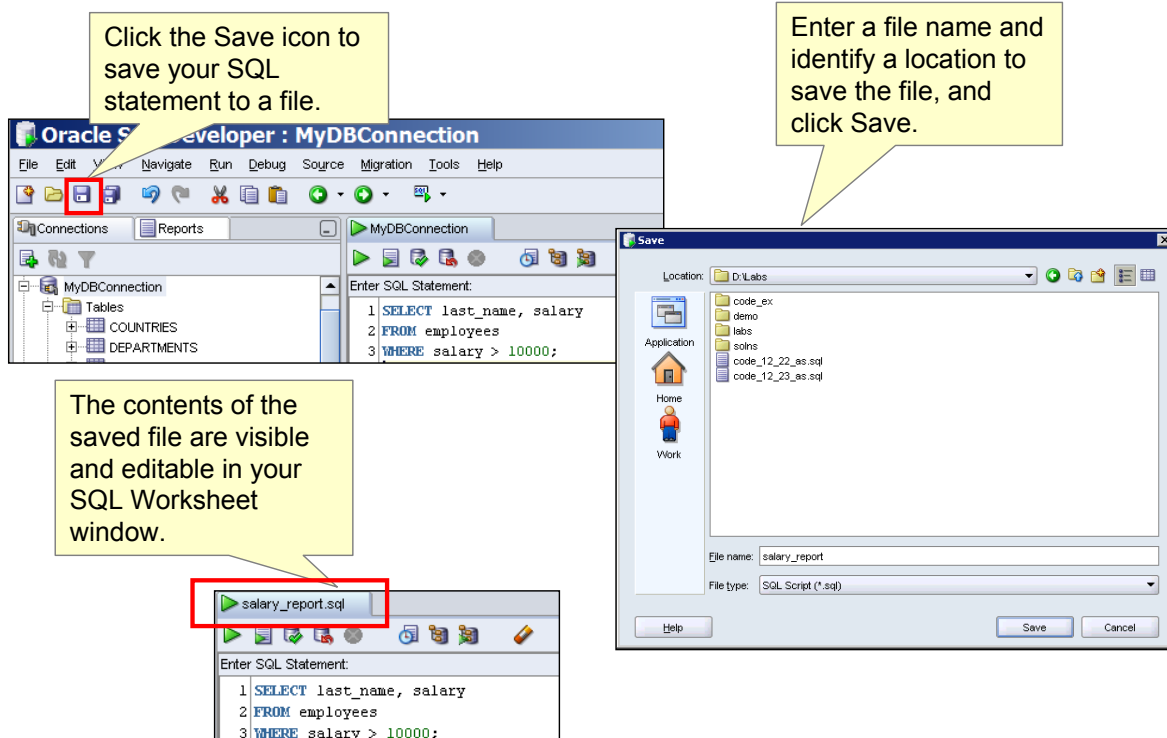 Click the Save icon to
save your SQL
statement to a file.
Enter a file name and
identify a location to
save the file, and
click Save.
Oracle S Developer : MyDBConnection
File Edit Navigate Run Debug Source Migration Tools Help
Connections Reports
MyDBConnection
MyDBConnection
Tables
COUNTRIES
DEPARTMENTS
Enter SQL Statement:
1 SELECT last_name, salary
2 FROM employees
3 WHERE salary > 10000;
Save
Location: D:\Labs
Application
Home
Work
code_ex
demo
labs
solns
code_12_22_as.sql
code_12_23_as.sql
File name: salary_report
File type: SQL Script (*.sql)
Help Save Cancel
The contents of the
saved file are visible
and editable in your
SQL Worksheet
window.
salary_report.sql
Enter SQL Statement:
1 SELECT last_name, salary
2 FROM employees
3 WHERE salary > 10000;